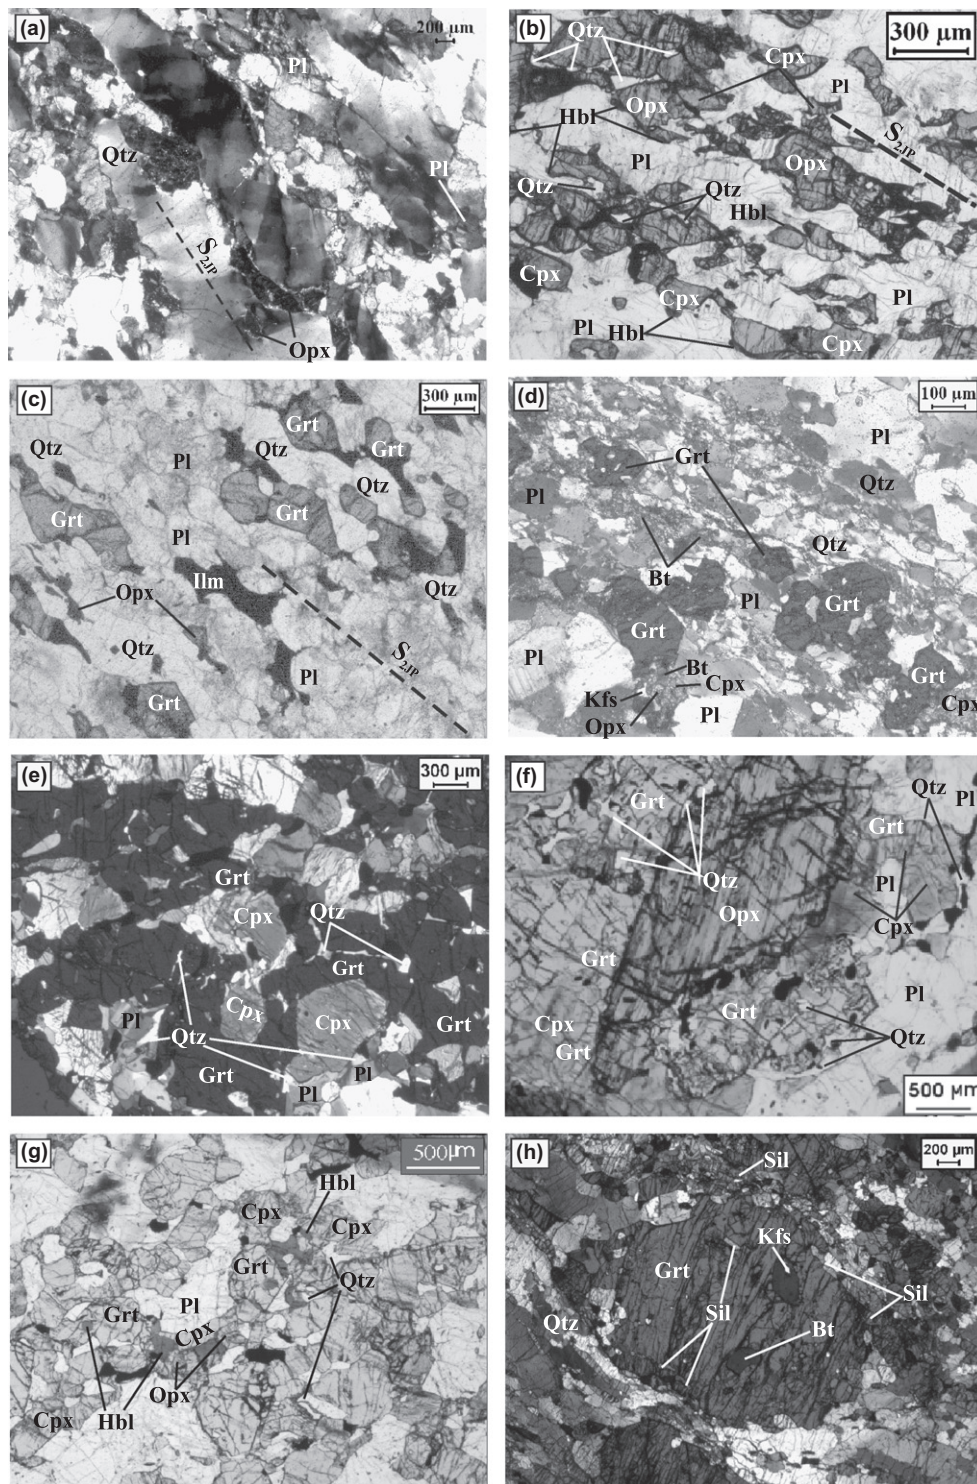 (a)
200 µm
Pl
Qtz
Pl
S2JP
Opx
(b)
300 µm
Qtz
Cpx
Pl
Opx
Hbl
S2JP
Pl
Opx
Qtz
Qtz
Hbl
Cpx
Cpx
Pl
Pl
Hbl
Cpx
(c)
300 µm
Grt
Qtz
Qtz
Grt
Pl
Qtz
Grt
Grt
Pl
Ilm
Qtz
Opx
S2JP
Qtz
Pl
Grt
(d)
100 µm
Pl
Grt
Qtz
Pl
Qtz
Bt
Pl
Grt
Grt
Pl
Bt
Grt
Cpx
Kfs
Cpx
Opx
Pl
(e)
300 µm
Grt
Cpx
Qtz
Grt
Cpx
Pl
Cpx
Qtz
Grt
Grt
Pl
Pl
(f)
Qtz
Pl
Grt
Grt
Qtz
Pl
Opx
Cpx
Grt
Pl
Grt
Cpx
Qtz
Grt
500 µm
(g)
500µm
Hbl
Cpx
Cpx
Grt
Qtz
Pl
Grt
Cpx
Opx
Cpx
Hbl
(h)
200 µm
Sil
Kfs
Grt
Sil
Sil
Qtz
Bt